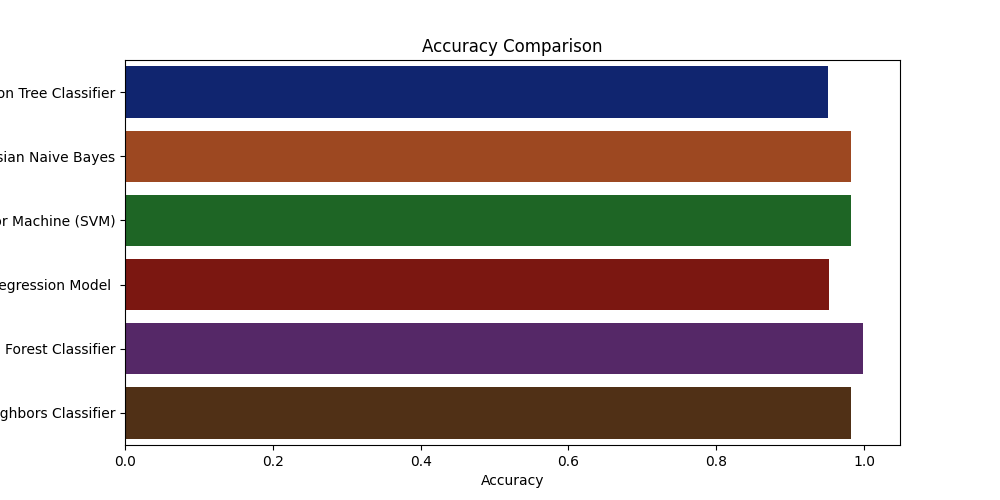 Accuracy Comparison
on Tree Classifier
sian Naive Bayes
or Machine (SVM)
egression Model
Forest Classifier
ghbors Classifier
0.0 0.2 0.4 0.6 0.8 1.0
Accuracy